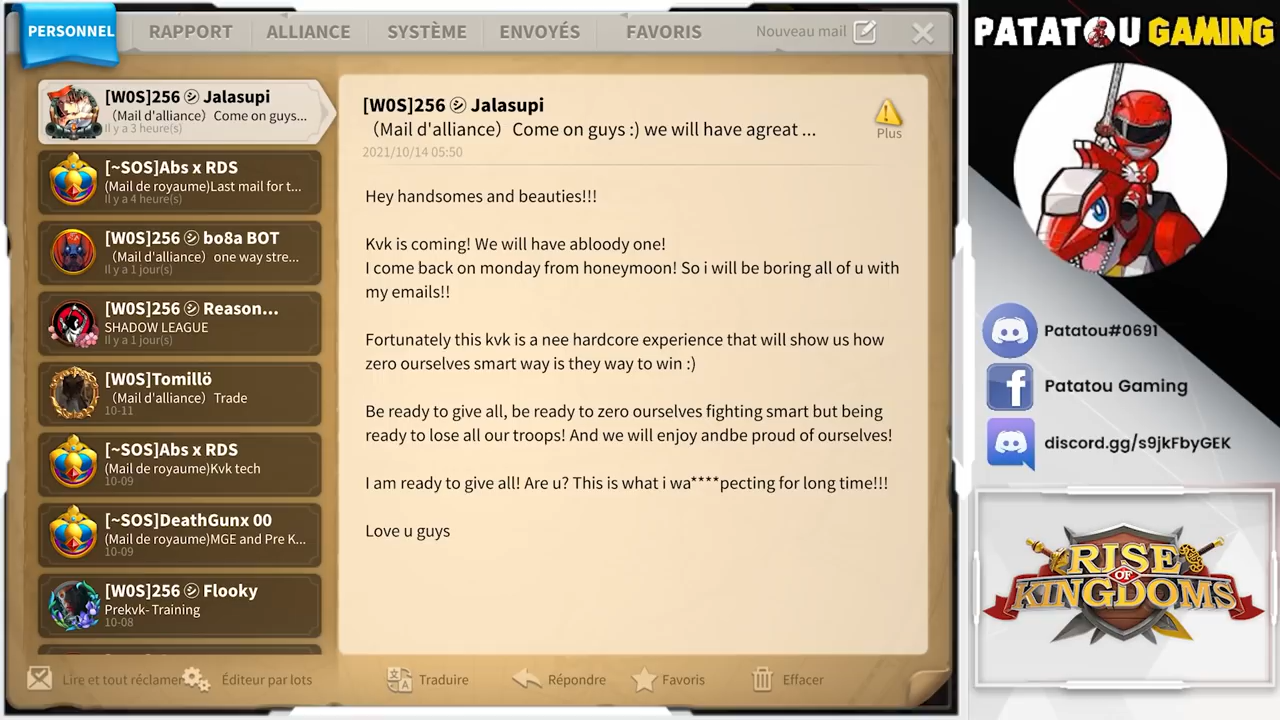 PERSONNEL
RAPPORT
ALLIANCE
SYSTÈME
ENVOYÉS
FAVORIS
Nouveau mail
[W0S]256 Jalasupi
（Mail d'alliance）Come on guys...
Il y a 3 heure(s)
[~SOS]Abs x RDS
(Mail de royaume)Last mail for t...
Il y a 4 heure(s)
[W0S]256 bo8a BOT
（Mail d'alliance）one way stre...
Il y a 1 jour(s)
[W0S]256 Reason...
SHADOW LEAGUE
Il y a 1 jour(s)
[W0S]Tomillö
（Mail d'alliance）Trade
10-11
[~SOS]Abs x RDS
(Mail de royaume)Kvk tech
10-09
[~SOS]DeathGunx 00
(Mail de royaume)MGE and Pre K...
10-09
[W0S]256 Flooky
Prekvk- Training
10-08
[W0S]256 Jalasupi
（Mail d'alliance）Come on guys :) we will have agreat ...
2021/10/14 05:50
Plus
Hey handsomes and beauties!!!
Kvk is coming! We will have abloody one!
I come back on monday from honeymoon! So i will be boring all of u with
my emails!!
Fortunately this kvk is a nee hardcore experience that will show us how
zero ourselves smart way is they way to win :)
Be ready to give all, be ready to zero ourselves fighting smart but being
ready to lose all our troops! And we will enjoy andbe proud of ourselves!
I am ready to give all! Are u? This is what i wa****pecting for long time!!!
Love u guys
Lire et tout réclamer
Éditeur par lots
Traduire
Répondre
Favoris
Effacer
PATATOU GAMING
Patatou#0691
Patatou Gaming
discord.gg/s9jkFbyGEK
RISE
OF
KINGDOMS